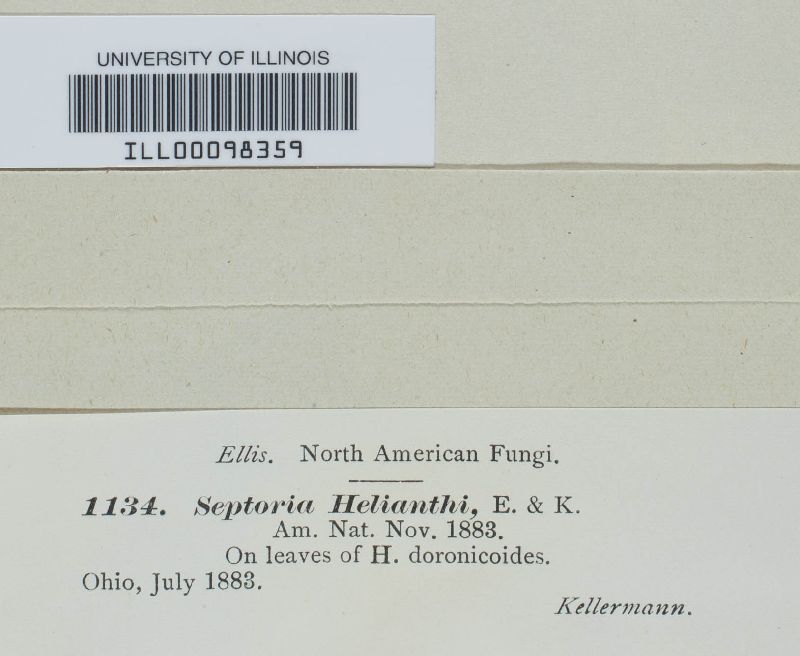 UNIVERSITY OF ILLINOIS
ILL00098359
Ellis. North American Fungi.
1134. Septoria Helianthi, E. & K.
Am. Nat. Nov. 1883.
On leaves of H. doronicoides.
Ohio, July 1883.
Kellermann.